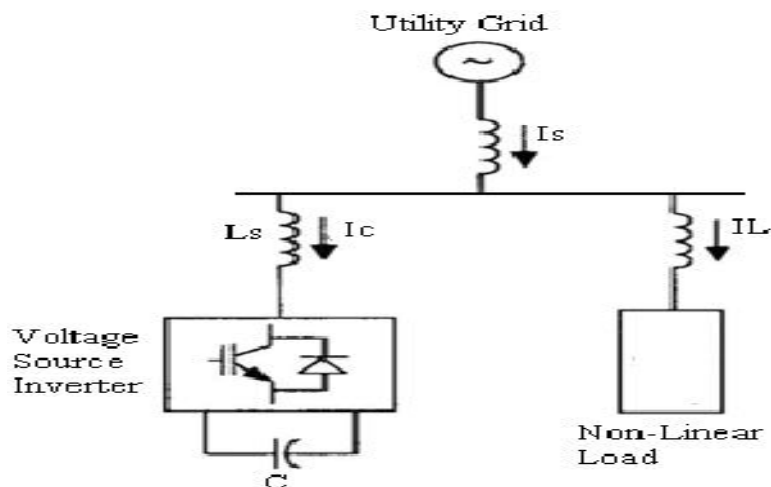 Utility Grid
~
Is
Ls
Ic
IL
Voltage
Source
Inverter
C
Non-Linear
Load